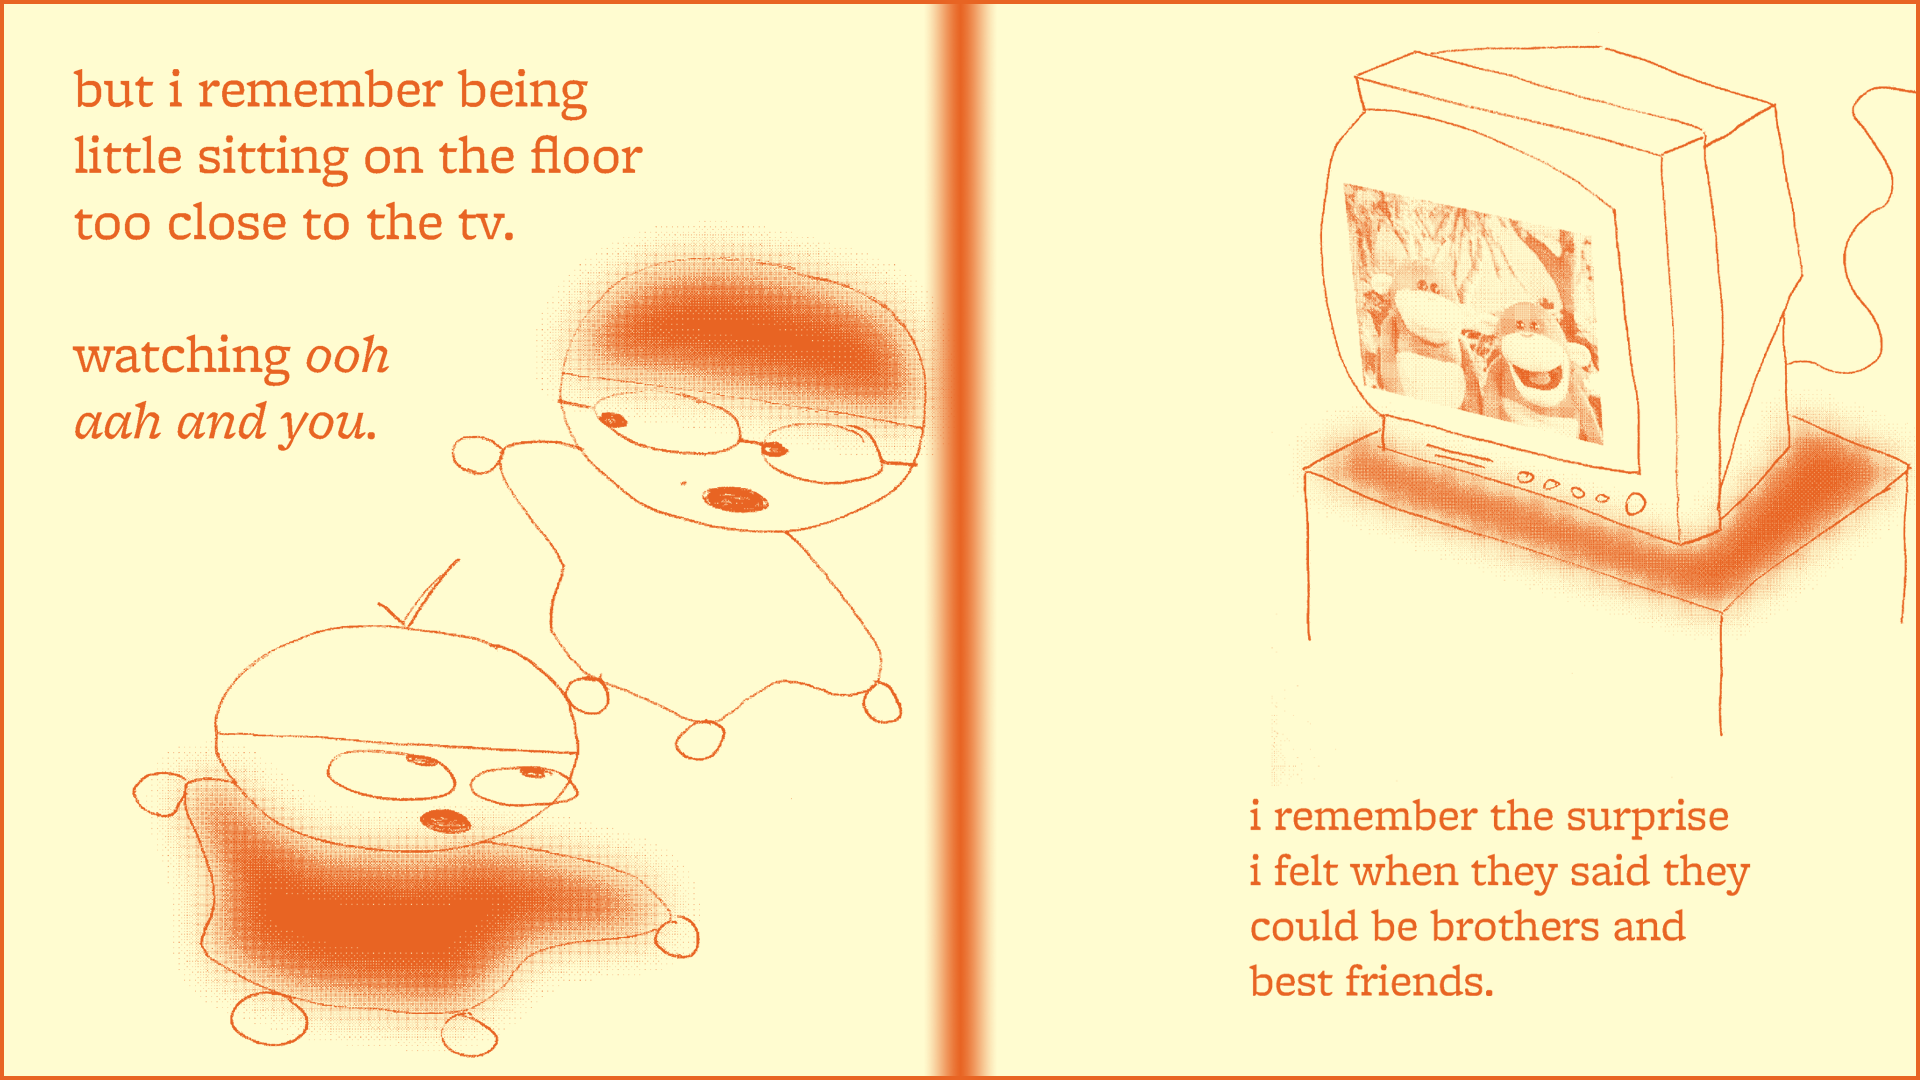 but i remember being
little sitting on the floor
too close to the tv.
watching ooh
aah and you.
i remember the surprise
i felt when they said they
could be brothers and
best friends.